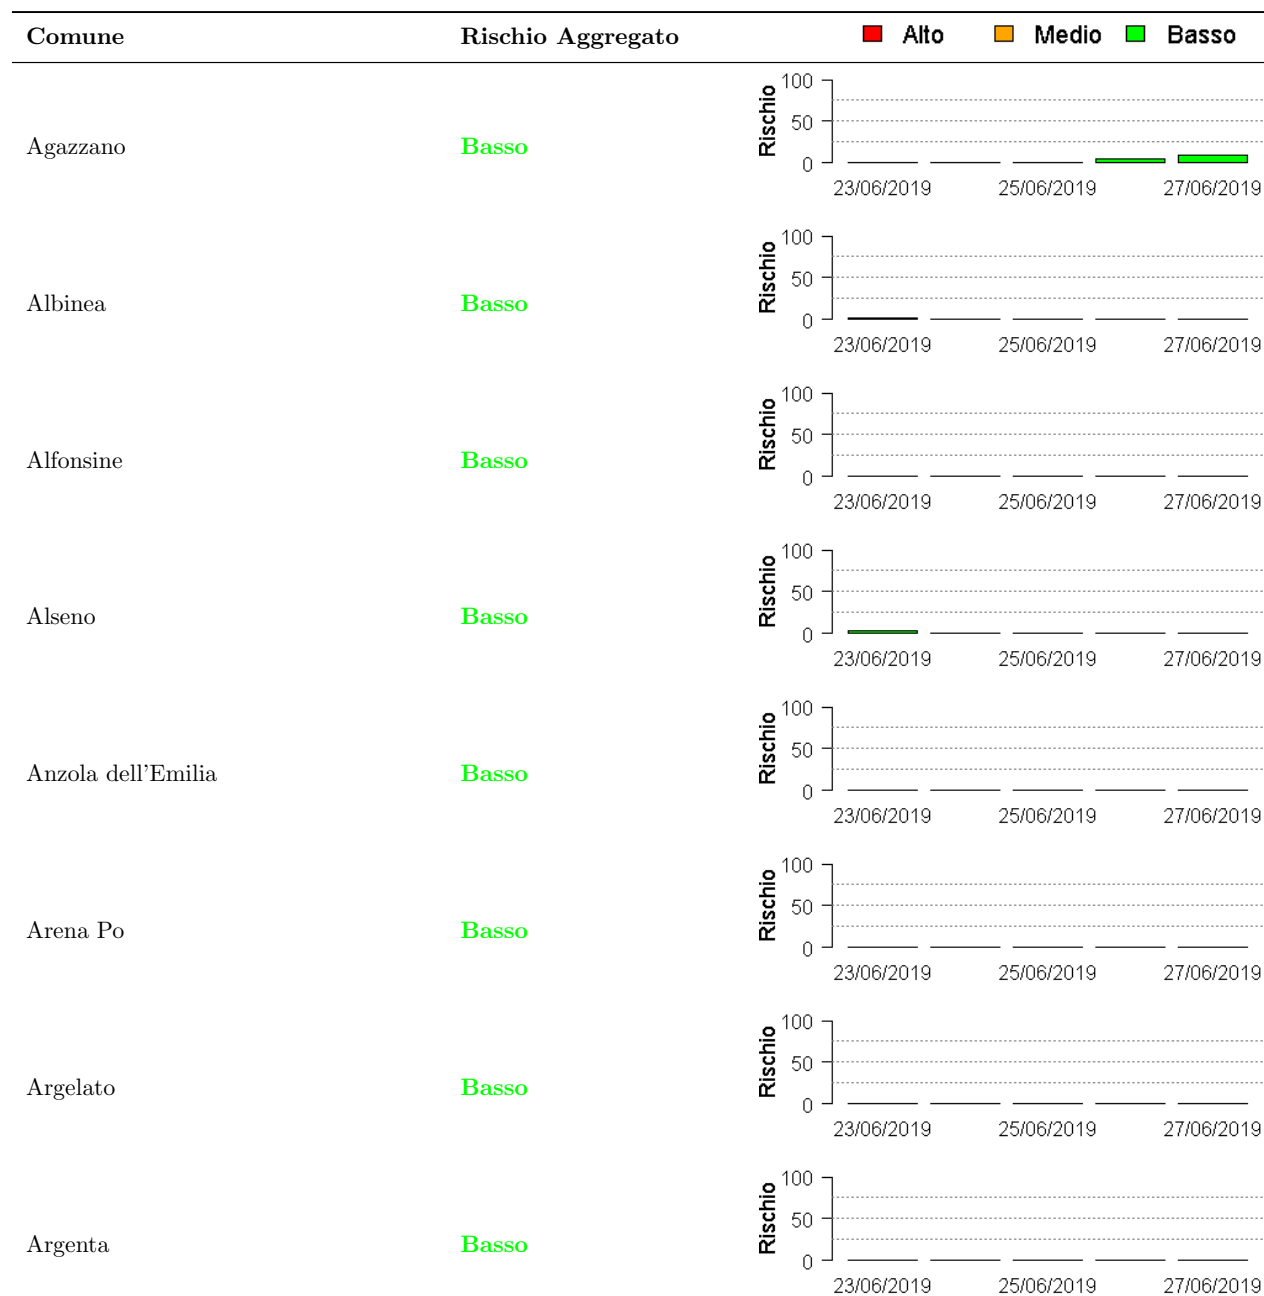 Comune Rischio Aggregato Alto Medio Basso
100
50
0
Rischio
Agazzano Basso
23/06/2019 25/06/2019 27/06/2019
100
50
0
Rischio
Albinea Basso
23/06/2019 25/06/2019 27/06/2019
100
50
0
Rischio
Alfonsine Basso
23/06/2019 25/06/2019 27/06/2019
100
50
0
Rischio
Alseno Basso
23/06/2019 25/06/2019 27/06/2019
100
50
0
Rischio
Anzola dell'Emilia Basso
23/06/2019 25/06/2019 27/06/2019
100
50
0
Rischio
Arena Po Basso
23/06/2019 25/06/2019 27/06/2019
100
50
0
Rischio
Argelato Basso
23/06/2019 25/06/2019 27/06/2019
100
50
0
Rischio
Argenta Basso
23/06/2019 25/06/2019 27/06/2019